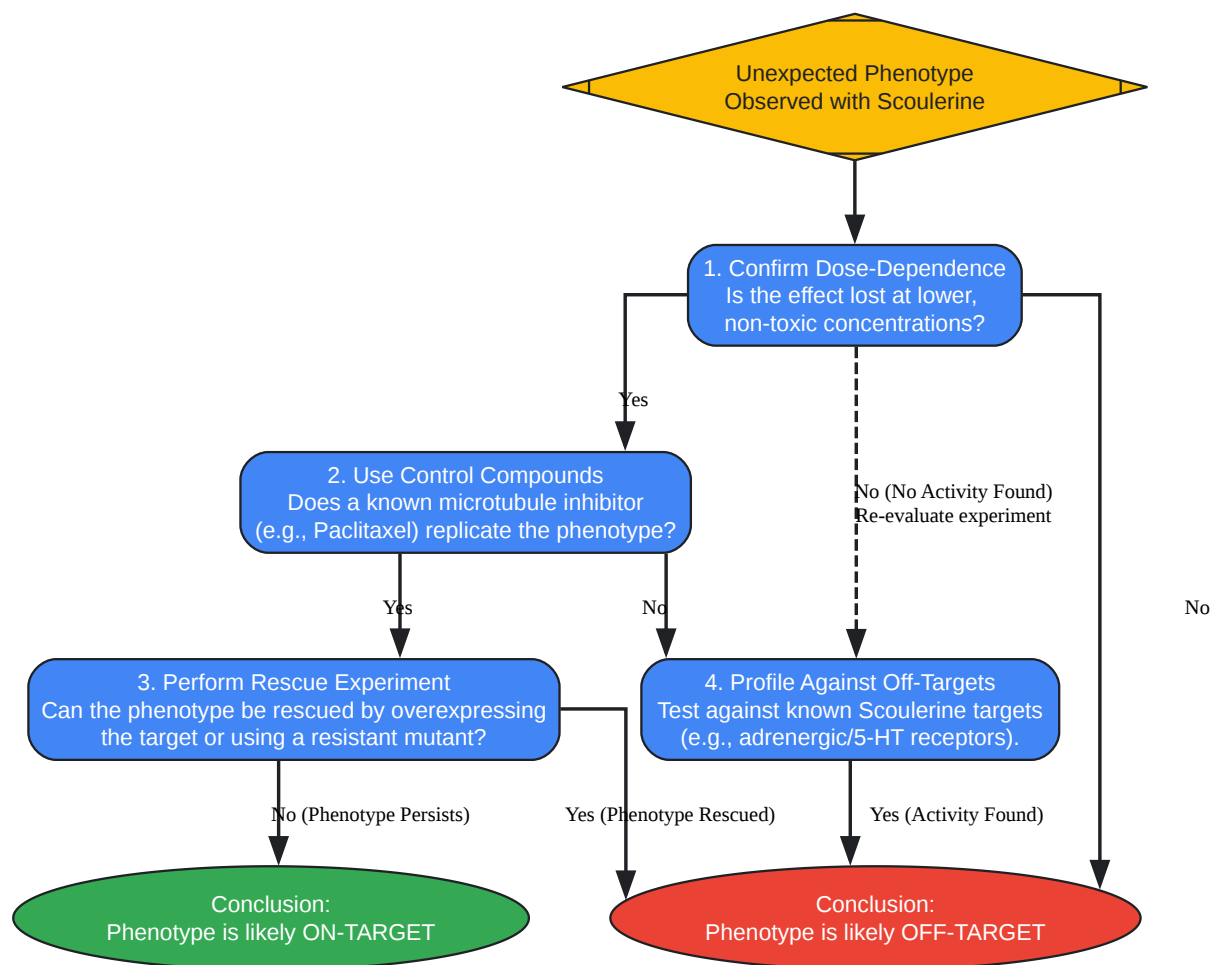 Unexpected Phenotype
Observed with Scoulerine
1. Confirm Dose-Dependence
Is the effect lost at lower,
non-toxic concentrations?
Yes
2. Use Control Compounds
Does a known microtubule inhibitor
(e.g., Paclitaxel) replicate the phenotype?
No (No Activity Found)
Re-evaluate experiment
Yes
No
No
3. Perform Rescue Experiment
Can the phenotype be rescued by overexpressing
the target or using a resistant mutant?
4. Profile Against Off-Targets
Test against known Scoulerine targets
(e.g., adrenergic/5-HT receptors).
No (Phenotype Persists)
Yes (Phenotype Rescued)
Yes (Activity Found)
Conclusion:
Phenotype is likely ON-TARGET
Conclusion:
Phenotype is likely OFF-TARGET